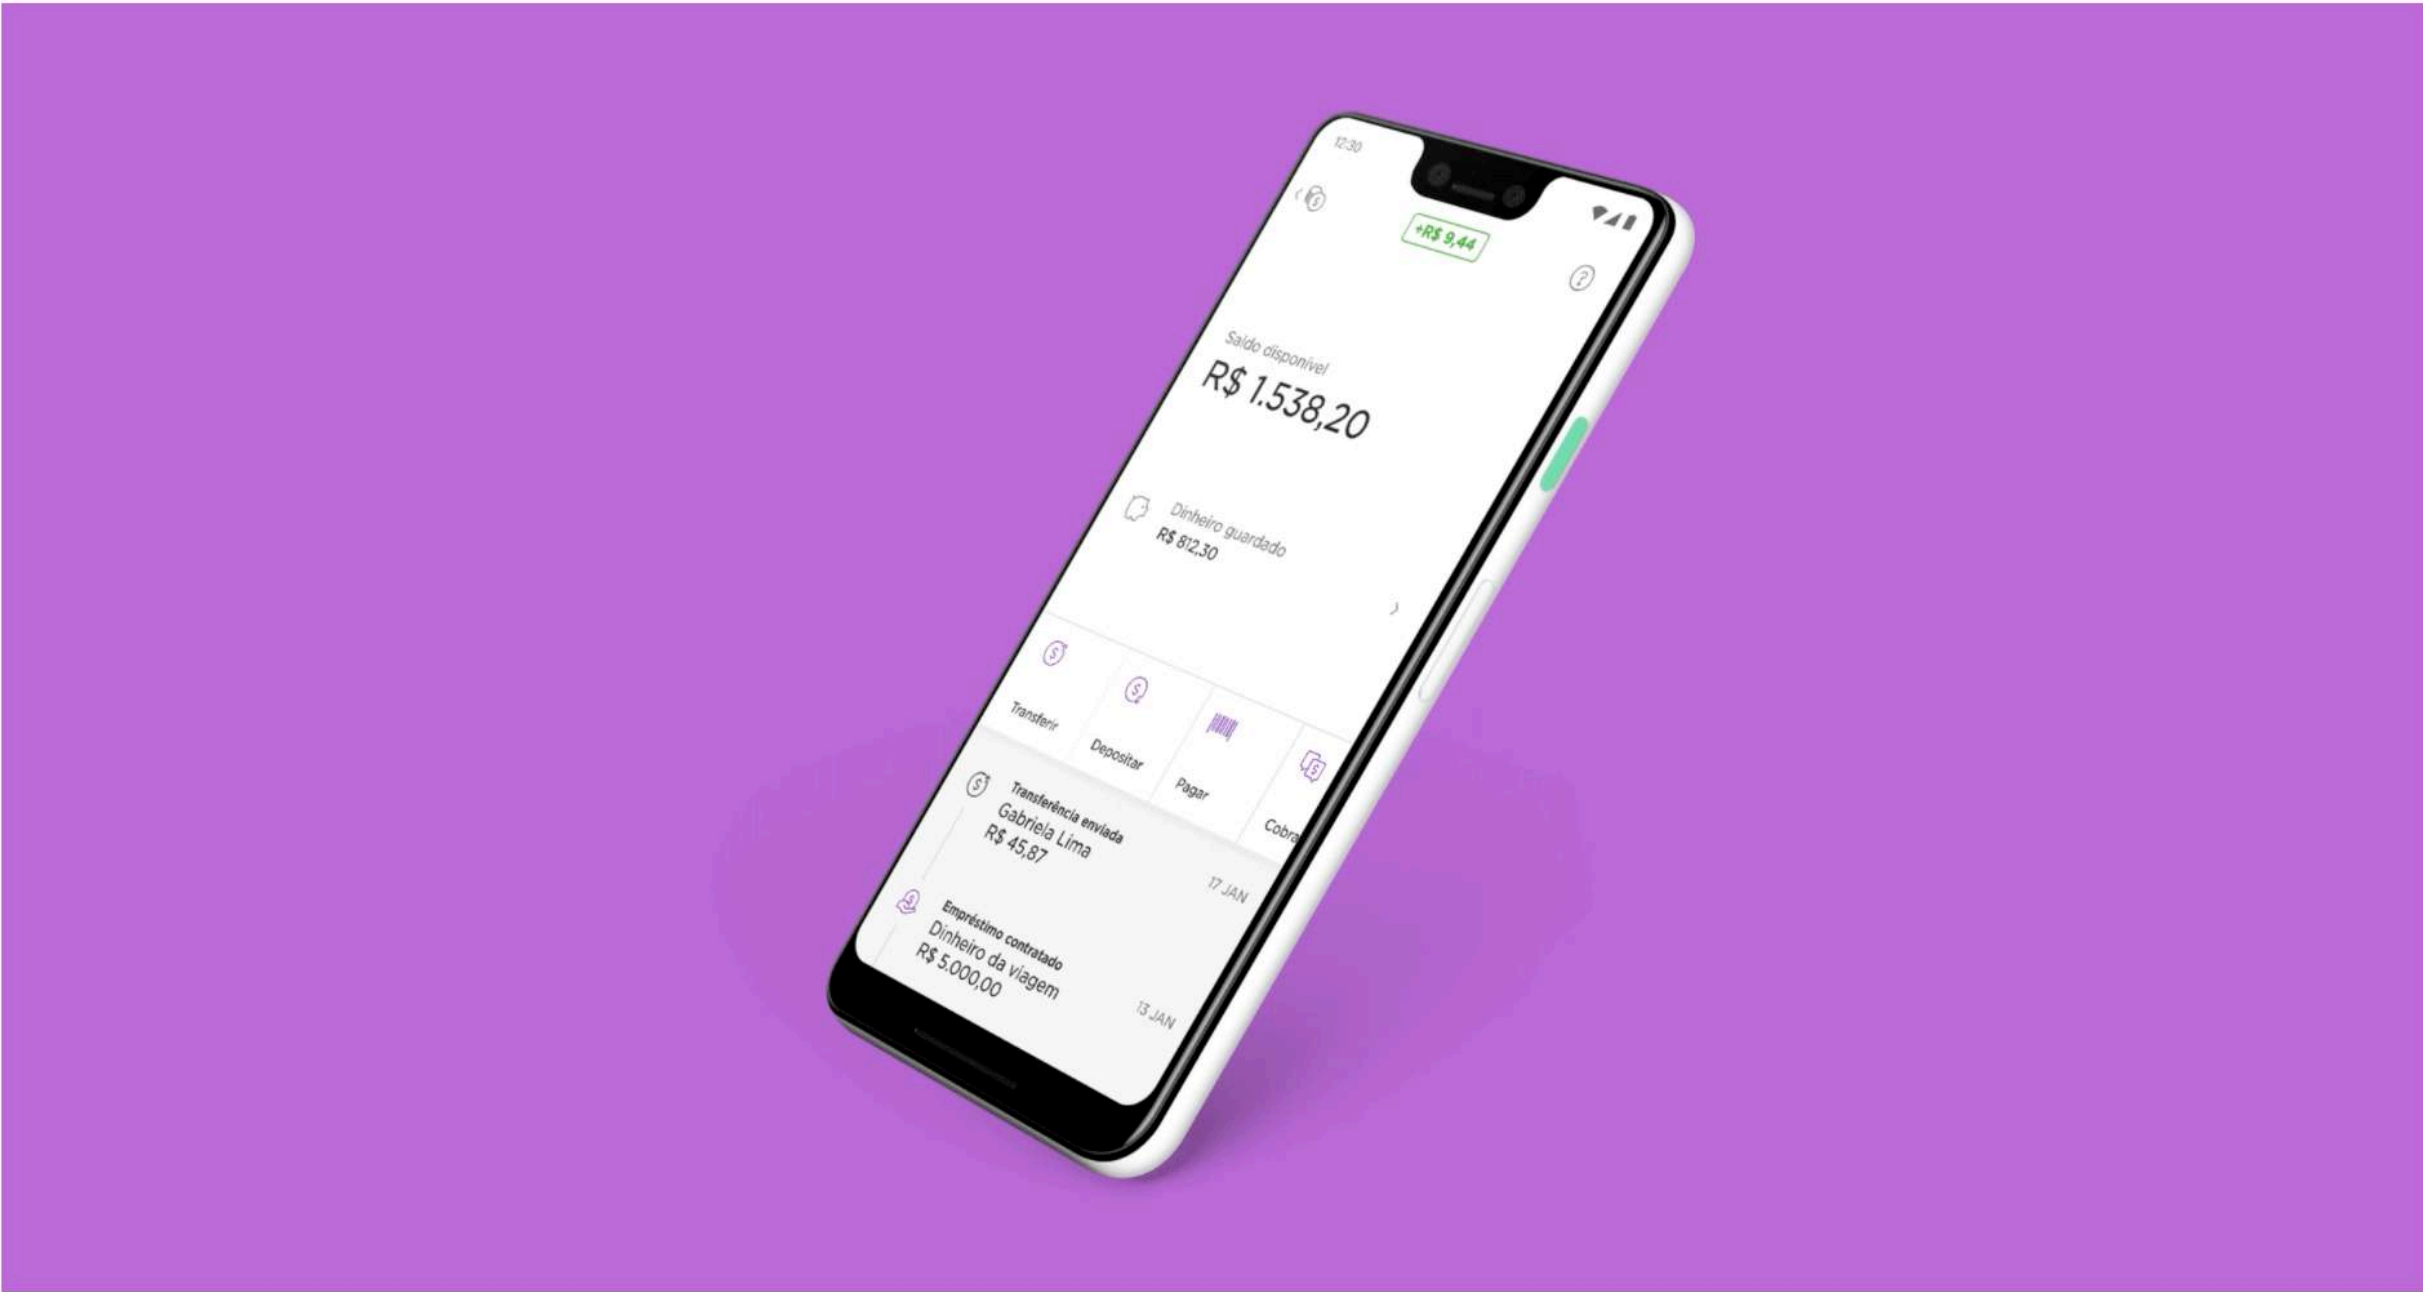 12:30
+R$ 9,44
?
Saldo disponível
R$ 1.538,20
Dinheiro guardado
R$ 812,30
Transferir
Depositar
Pagar
Cobra
Transferência enviada
Gabriela Lima
R$ 45,87
17 JAN
Empréstimo contratado
Dinheiro da viagem
R$ 5.000,00
13 JAN